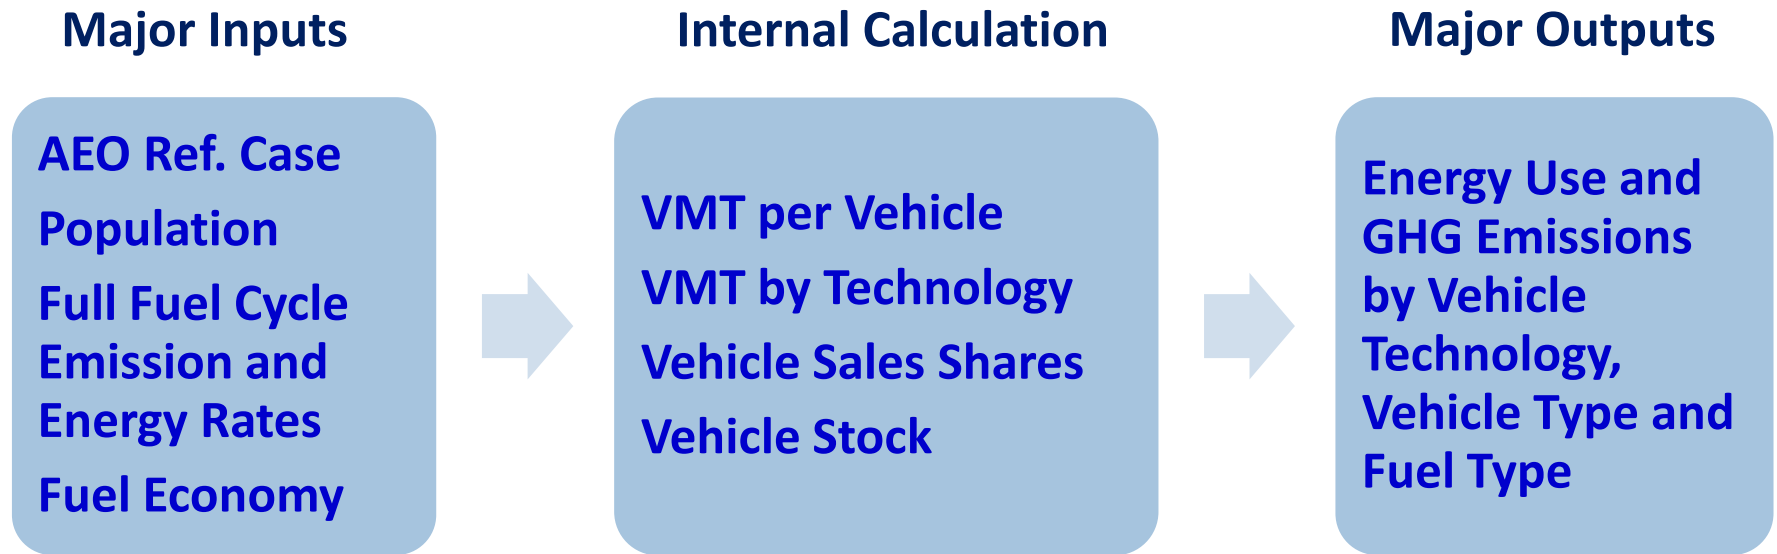 Major Inputs
Internal Calculation
Major Outputs
AEO Ref. Case
Population
Full Fuel Cycle
Emission and
Energy Rates
Fuel Economy
VMT per Vehicle
VMT by Technology
Vehicle Sales Shares
Vehicle Stock
Energy Use and
GHG Emissions
by Vehicle
Technology,
Vehicle Type and
Fuel Type